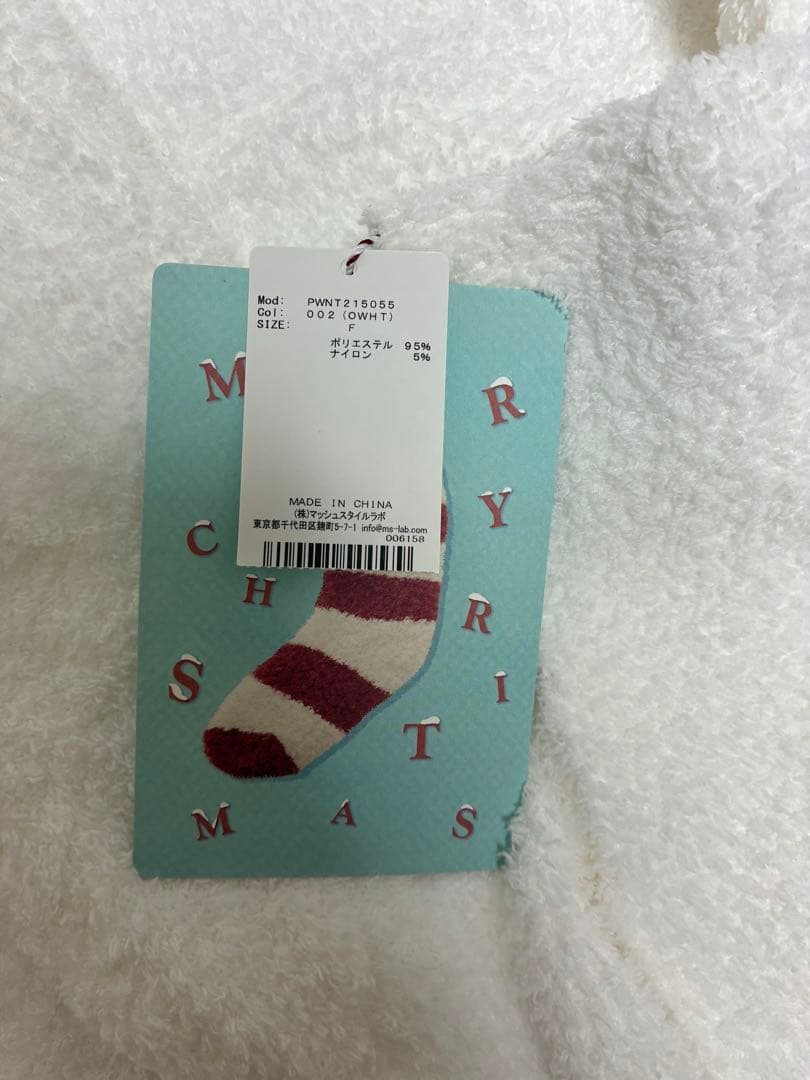 Mod: PWNT215055
Col: 002(OWHT)
SIZE: F
ポリエステル 95%
ナイロン 5%
MADE IN CHINA
(株)マッシュスタイルラボ
東京都千代田区麹町5-7-1 info@ms-lab.com
006158
M R
Y
C H R
S I
T
M A S